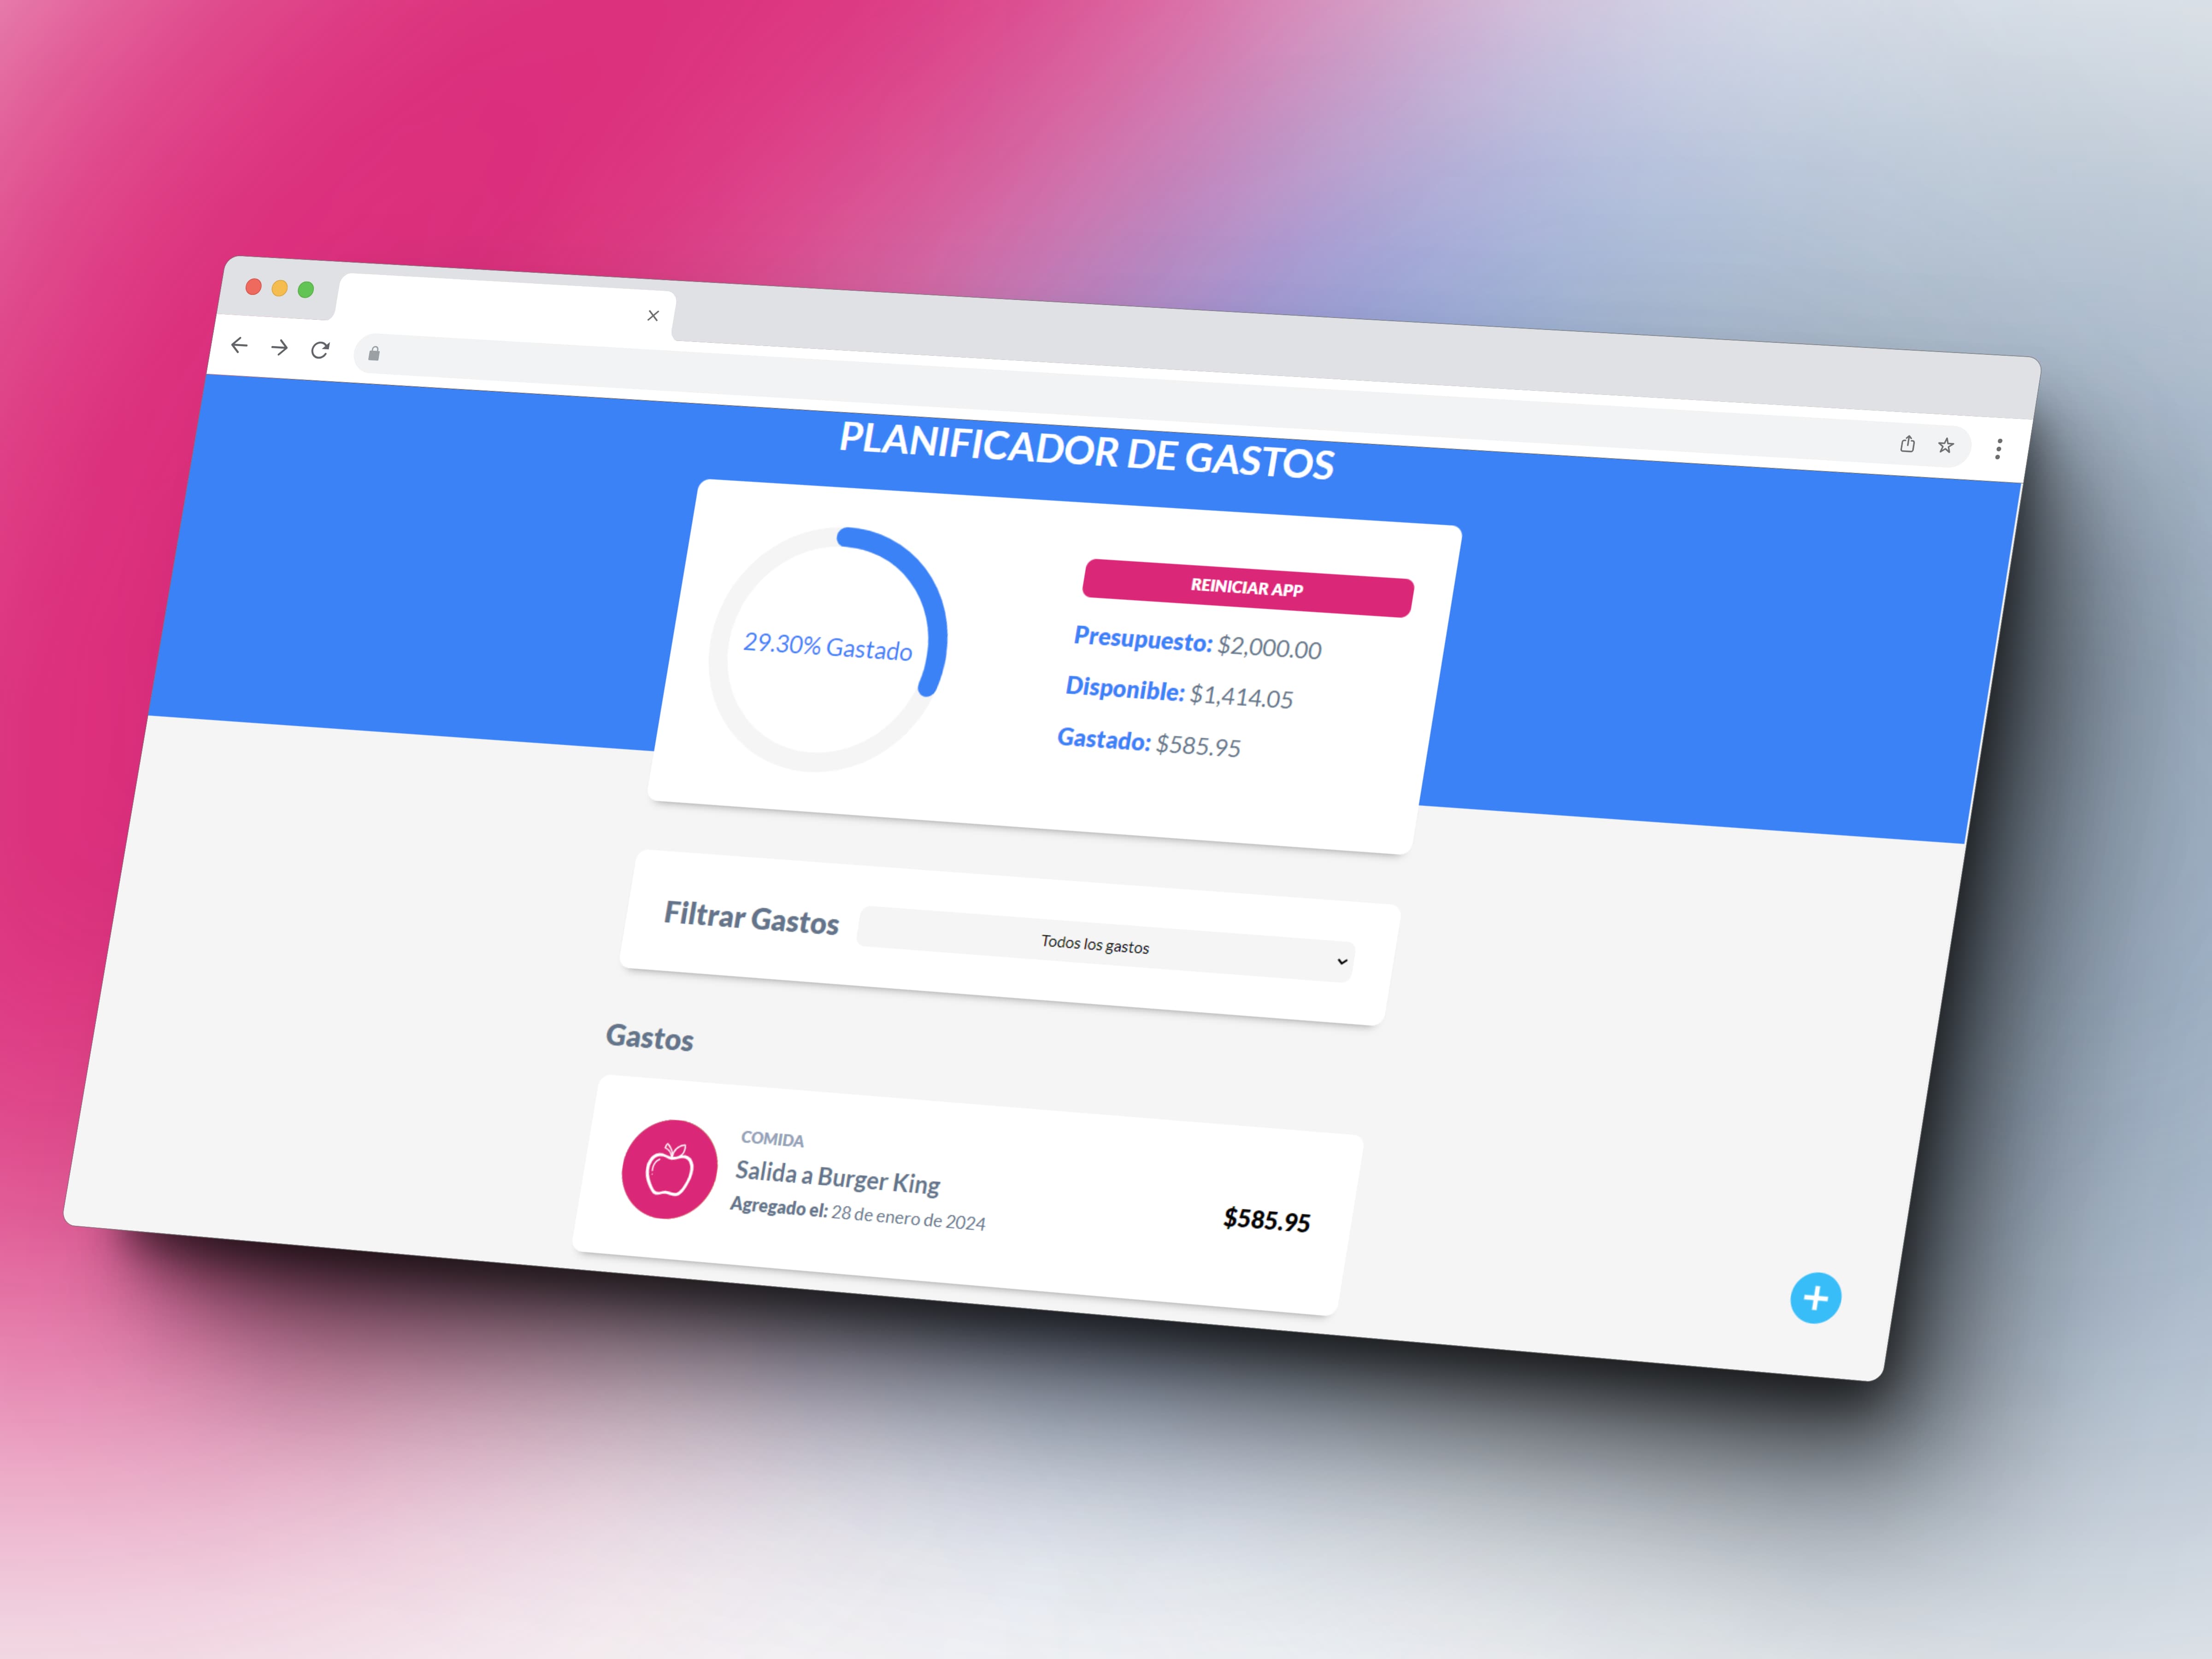 PLANIFICADOR DE GASTOS
29.30% Gastado
REINICIAR APP
Presupuesto: $2,000.00
Disponible: $1,414.05
Gastado: $585.95
Filtrar Gastos
Todos los gastos
Gastos
COMIDA
Salida a Burger King
Agregado el: 28 de enero de 2024
$585.95